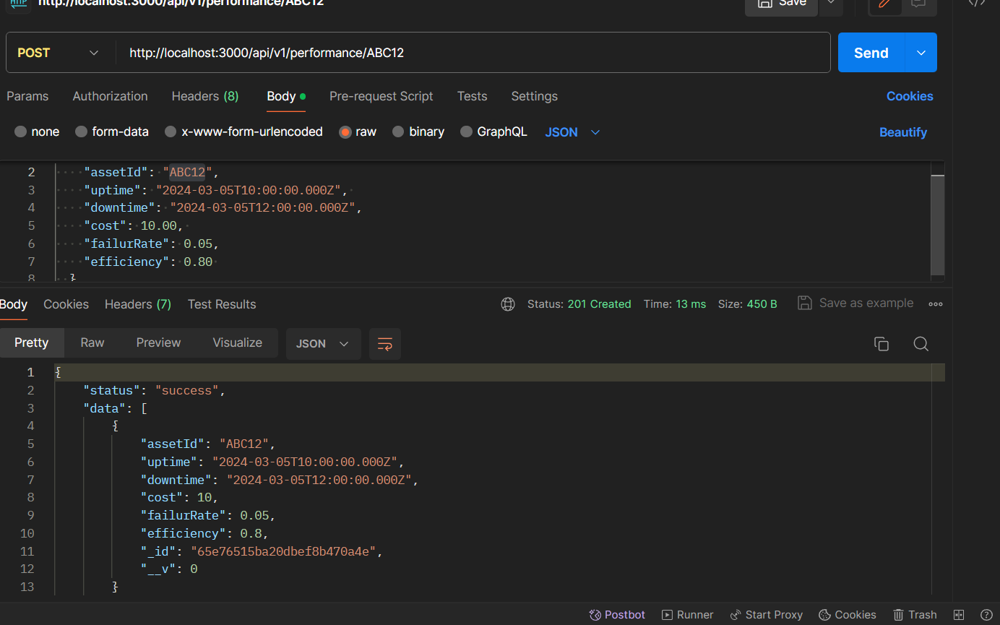 HTTP http://localhost:3000/api/v1/performance/ABC12 Save </>
POST http://localhost:3000/api/v1/performance/ABC12 Send
Params Authorization Headers (8) Body Pre-request Script Tests Settings Cookies
none form-data x-www-form-urlencoded raw binary GraphQL JSON Beautify
2 "assetId": "ABC12",
3 "uptime": "2024-03-05T10:00:00.000Z",
4 "downtime": "2024-03-05T12:00:00.000Z",
5 "cost": 10.00,
6 "failurRate": 0.05,
7 "efficiency": 0.80
8 }
Body Cookies Headers (7) Test Results Status: 201 Created Time: 13 ms Size: 450 B Save as example
Pretty Raw Preview Visualize JSON
1 {
2 "status": "success",
3 "data": [
4 {
5 "assetId": "ABC12",
6 "uptime": "2024-03-05T10:00:00.000Z",
7 "downtime": "2024-03-05T12:00:00.000Z",
8 "cost": 10,
9 "failurRate": 0.05,
10 "efficiency": 0.8,
11 "_id": "65e76515ba20dbef8b470a4e",
12 "__v": 0
13 }
Postbot Runner Start Proxy Cookies Trash